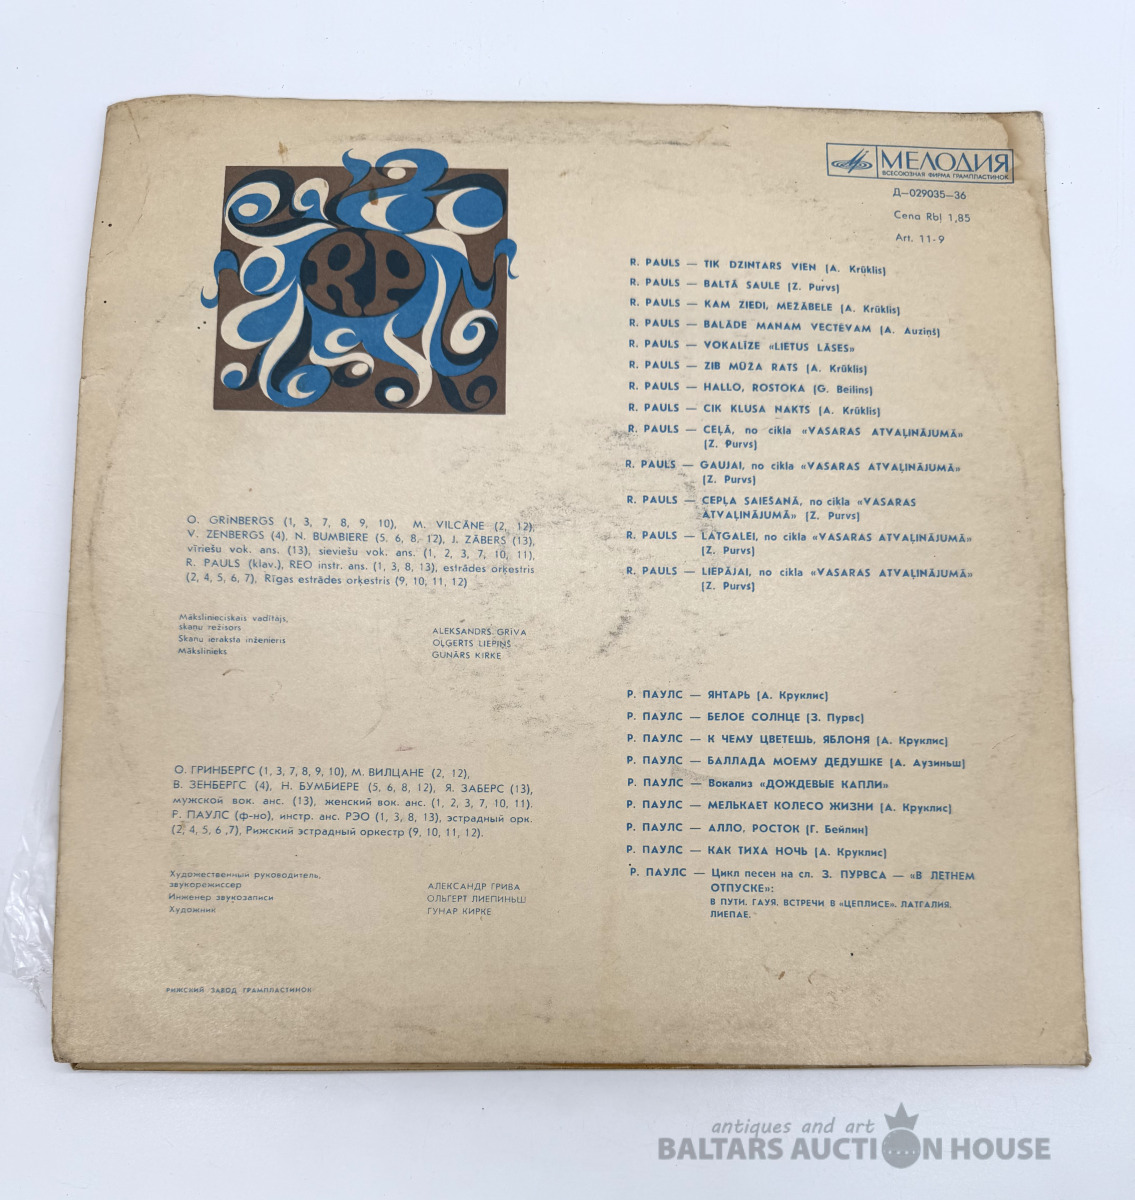 RP
МЕЛОДИЯ
ВСЕСОЮЗНАЯ ФИРМА ГРАМПЛАСТИНОК
Д—029035—36
Cena Rbļ 1,85
Art. 11-9
R. PAULS — TIK DZINTARS VIEN (A. Krūklis)
R. PAULS — BALTĀ SAULE (Z. Purvs)
R. PAULS — KAM ZIEDI, MEŽĀBELE (A. Krūklis)
R. PAULS — BALĀDE MANAM VECTĒVAM (A. Auziņš)
R. PAULS — VOKALĪZE «LIETUS LĀSES»
R. PAULS — ZIB MŪŽA RATS (A. Krūklis)
R. PAULS — HALLO, ROSTOKA (G. Beilins)
R. PAULS — CIK KLUSA NAKTS (A. Krūklis)
R. PAULS — CEĻĀ, no cikla «VASARAS ATVAĻINĀJUMĀ»
(Z. Purvs)
R. PAULS — GAUJAI, no cikla «VASARAS ATVAĻINĀJUMĀ»
(Z. Purvs)
R. PAULS — CEPĻA SAIEŠANĀ, no cikla «VASARAS
ATVAĻINĀJUMĀ» (Z. Purvs)
R. PAULS — LATGALEI, no cikla «VASARAS ATVAĻINĀJUMĀ»
(Z. Purvs)
R. PAULS — LIEPĀJAI, no cikla «VASARAS ATVAĻINĀJUMĀ»
(Z. Purvs)
O. GRĪNBERGS (1, 3, 7, 8, 9, 10), M. VILCĀNE (2, 12),
V. ZENBERGS (4), N. BUMBIERE (5, 6, 8, 12), J. ZĀBERS (13),
vīriešu vok. ans. (13), sieviešu vok. ans. (1, 2, 3, 7, 10, 11),
R. PAULS (klav.), REO instr. ans. (1, 3, 8, 13), estrādes orķestris
(2, 4, 5, 6, 7), Rīgas estrādes orķestris (9, 10, 11, 12)
Mākslinieciskais vadītājs,
skaņu režisors ALEKSANDRS GRĪVA
Skaņu ieraksta inženieris OĻĢERTS LIEPIŅŠ
Mākslinieks GUNĀRS ĶIRĶE
Р. ПАУЛС — ЯНТАРЬ (А. Круклис)
Р. ПАУЛС — БЕЛОЕ СОЛНЦЕ (З. Пурвс)
Р. ПАУЛС — К ЧЕМУ ЦВЕТЕШЬ, ЯБЛОНЯ (А. Круклис)
Р. ПАУЛС — БАЛЛАДА МОЕМУ ДЕДУШКЕ (А. Аузиньш)
Р. ПАУЛС — Вокализ «ДОЖДЕВЫЕ КАПЛИ»
Р. ПАУЛС — МЕЛЬКАЕТ КОЛЕСО ЖИЗНИ (А. Круклис)
Р. ПАУЛС — АЛЛО, РОСТОК (Г. Бейлин)
Р. ПАУЛС — КАК ТИХА НОЧЬ (А. Круклис)
Р. ПАУЛС — Цикл песен на сл. З. ПУРВСА — «В ЛЕТНЕМ
ОТПУСКЕ»:
В ПУТИ. ГАУЯ. ВСТРЕЧИ В «ЦЕПЛИСЕ». ЛАТГАЛИЯ.
ЛИЕПАЕ.
О. ГРИНБЕРГС (1, 3, 7, 8, 9, 10), М. ВИЛЦАНЕ (2, 12),
В. ЗЕНБЕРГС (4), Н. БУМБИЕРЕ (5, 6, 8, 12), Я. ЗАБЕРС (13),
мужской вок. анс. (13), женский вок. анс. (1, 2, 3, 7, 10, 11).
Р. ПАУЛС (ф-но), инстр. анс. РЭО (1, 3, 8, 13), эстрадный орк.
(2, 4, 5, 6 ,7), Рижский эстрадный оркестр (9, 10, 11, 12).
Художественный руководитель,
звукорежиссер АЛЕКСАНДР ГРИВА
Инженер звукозаписи ОЛЬГЕРТ ЛИЕПИНЬШ
Художник ГУНАР КИРКЕ
РИЖСКИЙ ЗАВОД ГРАМПЛАСТИНОК
antiques and art
BALTARS AUCTION HOUSE